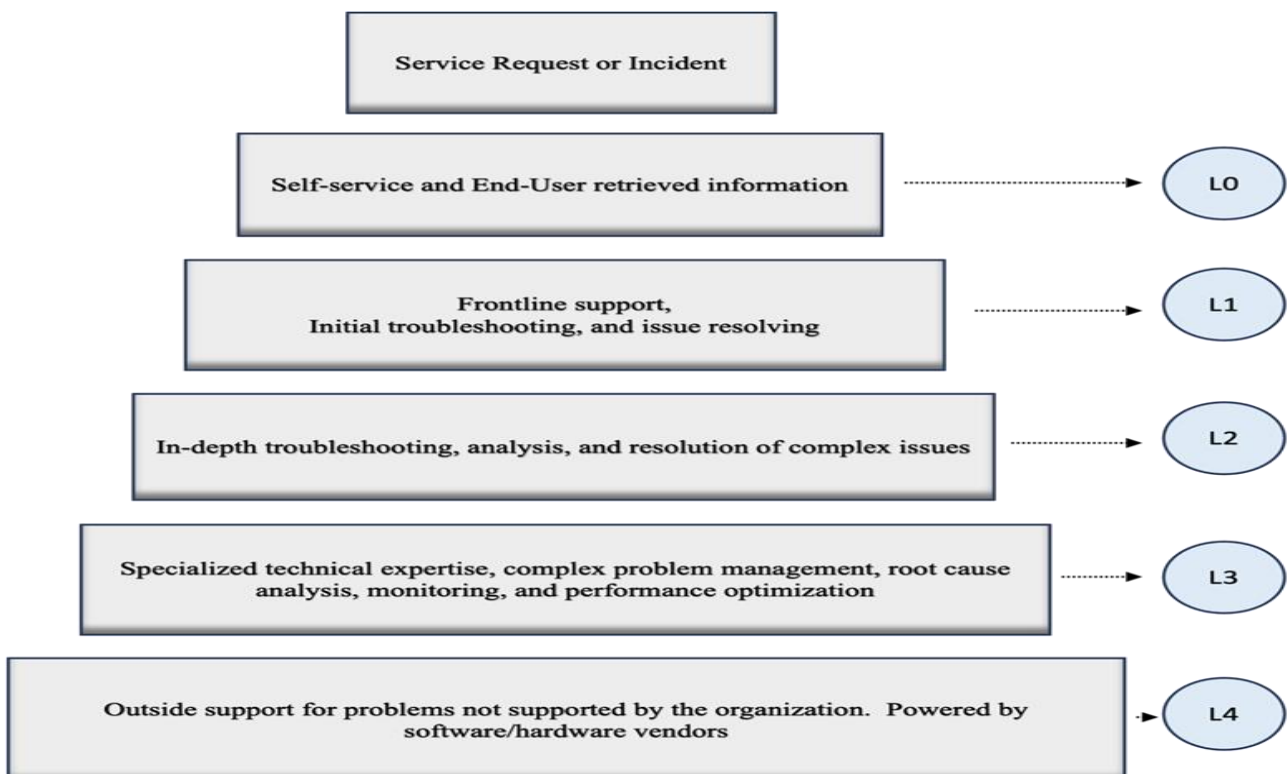 Service Request or Incident
Self-service and End-User retrieved information
L0
Frontline support,
Initial troubleshooting, and issue resolving
L1
In-depth troubleshooting, analysis, and resolution of complex issues
L2
Specialized technical expertise, complex problem management, root cause
analysis, monitoring, and performance optimization
L3
Outside support for problems not supported by the organization.  Powered by
software/hardware vendors
L4